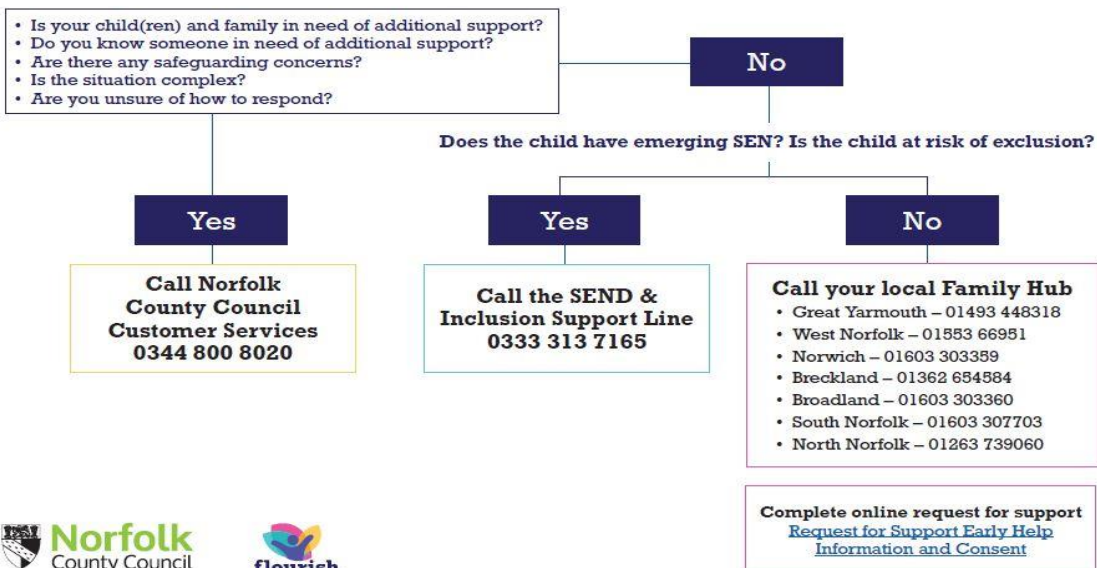 • Is your child(ren) and family in need of additional support?
• Do you know someone in need of additional support?
• Are there any safeguarding concerns?
• Is the situation complex?
• Are you unsure of how to respond?
No
Does the child have emerging SEN? Is the child at risk of exclusion?
Yes
Yes
No
Call Norfolk
County Council
Customer Services
0344 800 8020
Call the SEND &
Inclusion Support Line
0333 313 7165
Call your local Family Hub
• Great Yarmouth – 01493 448318
• West Norfolk – 01553 66951
• Norwich – 01603 303359
• Breckland – 01362 654584
• Broadland – 01603 303360
• South Norfolk – 01603 307703
• North Norfolk – 01263 739060
Complete online request for support
Request for Support Early Help
Information and Consent
Norfolk
County Council
flourish